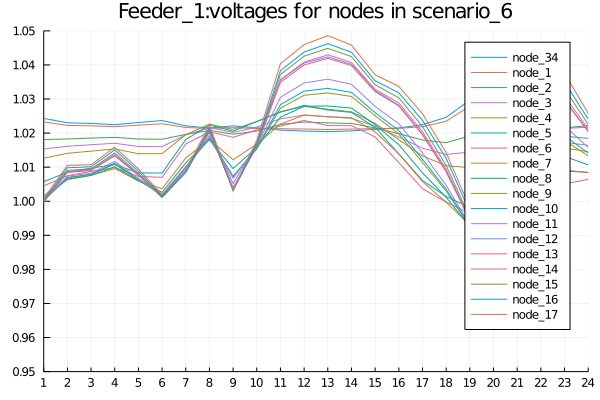 Feeder_1:voltages for nodes in scenario_6
1.05
1.04
1.03
1.02
1.01
1.00
0.99
0.98
0.97
0.96
0.95
node_34
node_1
node_2
node_3
node_4
node_5
node_6
node_7
node_8
node_9
node_10
node_11
node_12
node_13
node_14
node_15
node_16
node_17
1 2 3 4 5 6 7 8 9 10 11 12 13 14 15 16 17 18 19 20 21 22 23 24